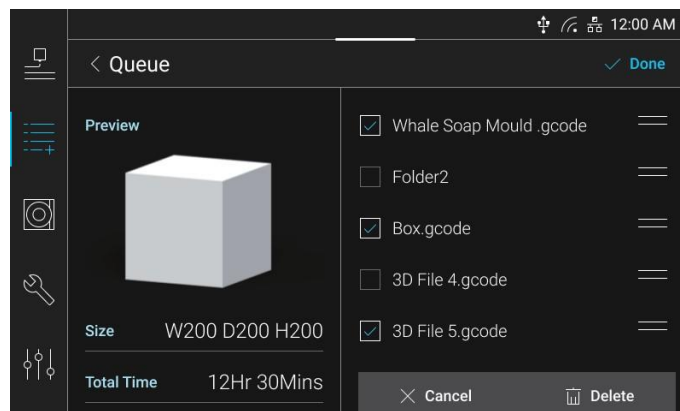 12:00 AM
Queue
Done
Preview
Size W200 D200 H200
Total Time 12Hr 30Mins
Whale Soap Mould .gcode
Folder2
Box.gcode
3D File 4.gcode
3D File 5.gcode
Cancel
Delete